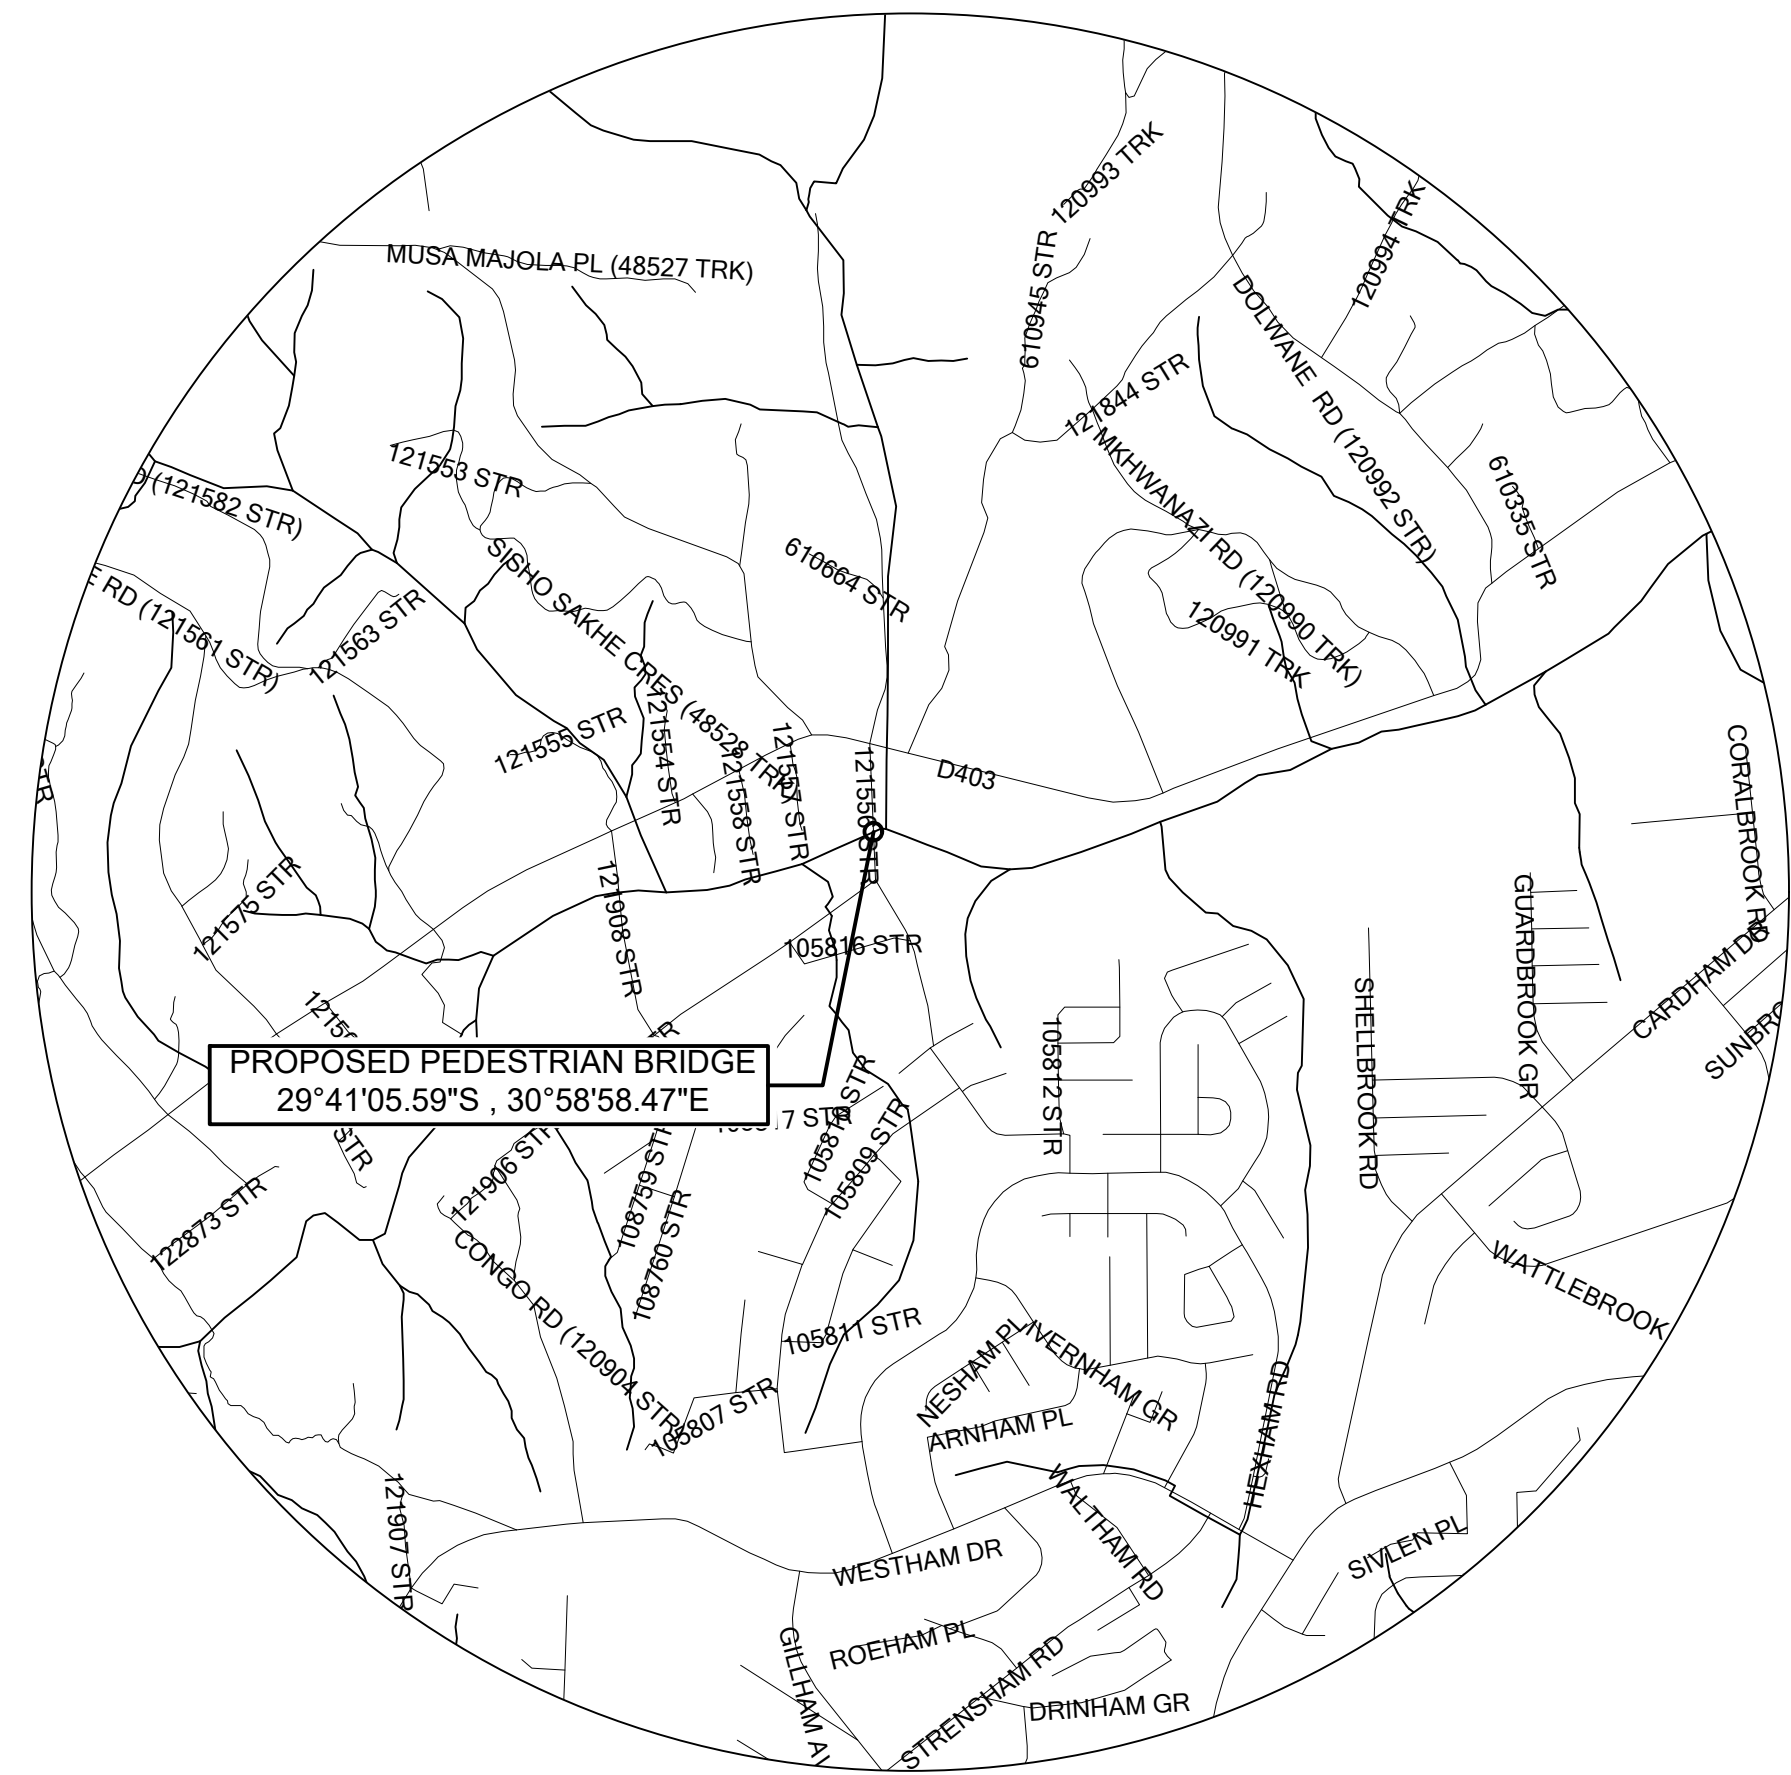 120993 TRK
120994 TRK
MUSA MAJOLA PL (48527 TRK)
610945 STR
DOLWANE RD (120992 STR)
121844 STR
MKHWANAZI RD (120990 TRK)
121553 STR
610335 STR
(121582 STR)
SISHO SAKHE CRES (48528 TRK)
610664 STR
E RD (121561 STR)
121563 STR
120991 TRK
121555 STR
121554 STR
121558 STR
121557 STR
121556 STR
D403
CORALBROOK RD
121575 STR
121908 STR
105816 STR
GUARDBROOK GR
CARDHAM DR
SUNBRO
SHELLBROOK RD
105812 STR
PROPOSED PEDESTRIAN BRIDGE
29°41'05.59"S , 30°58'58.47"E
STR
105809 STR
121906 STR
108759 STR
108760 STR
122873 STR
CONGO RD (120904 STR)
WATTLEBROOK
105811 STR
NESHAM PL
IVERNHAM GR
ARNHAM PL
HEXHAM RD
105807 STR
121907 STR
WALTHAM RD
WESTHAM DR
SIVLEN PL
ROEHAM PL
GILLHAM
STRENSHAM RD
DRINHAM GR